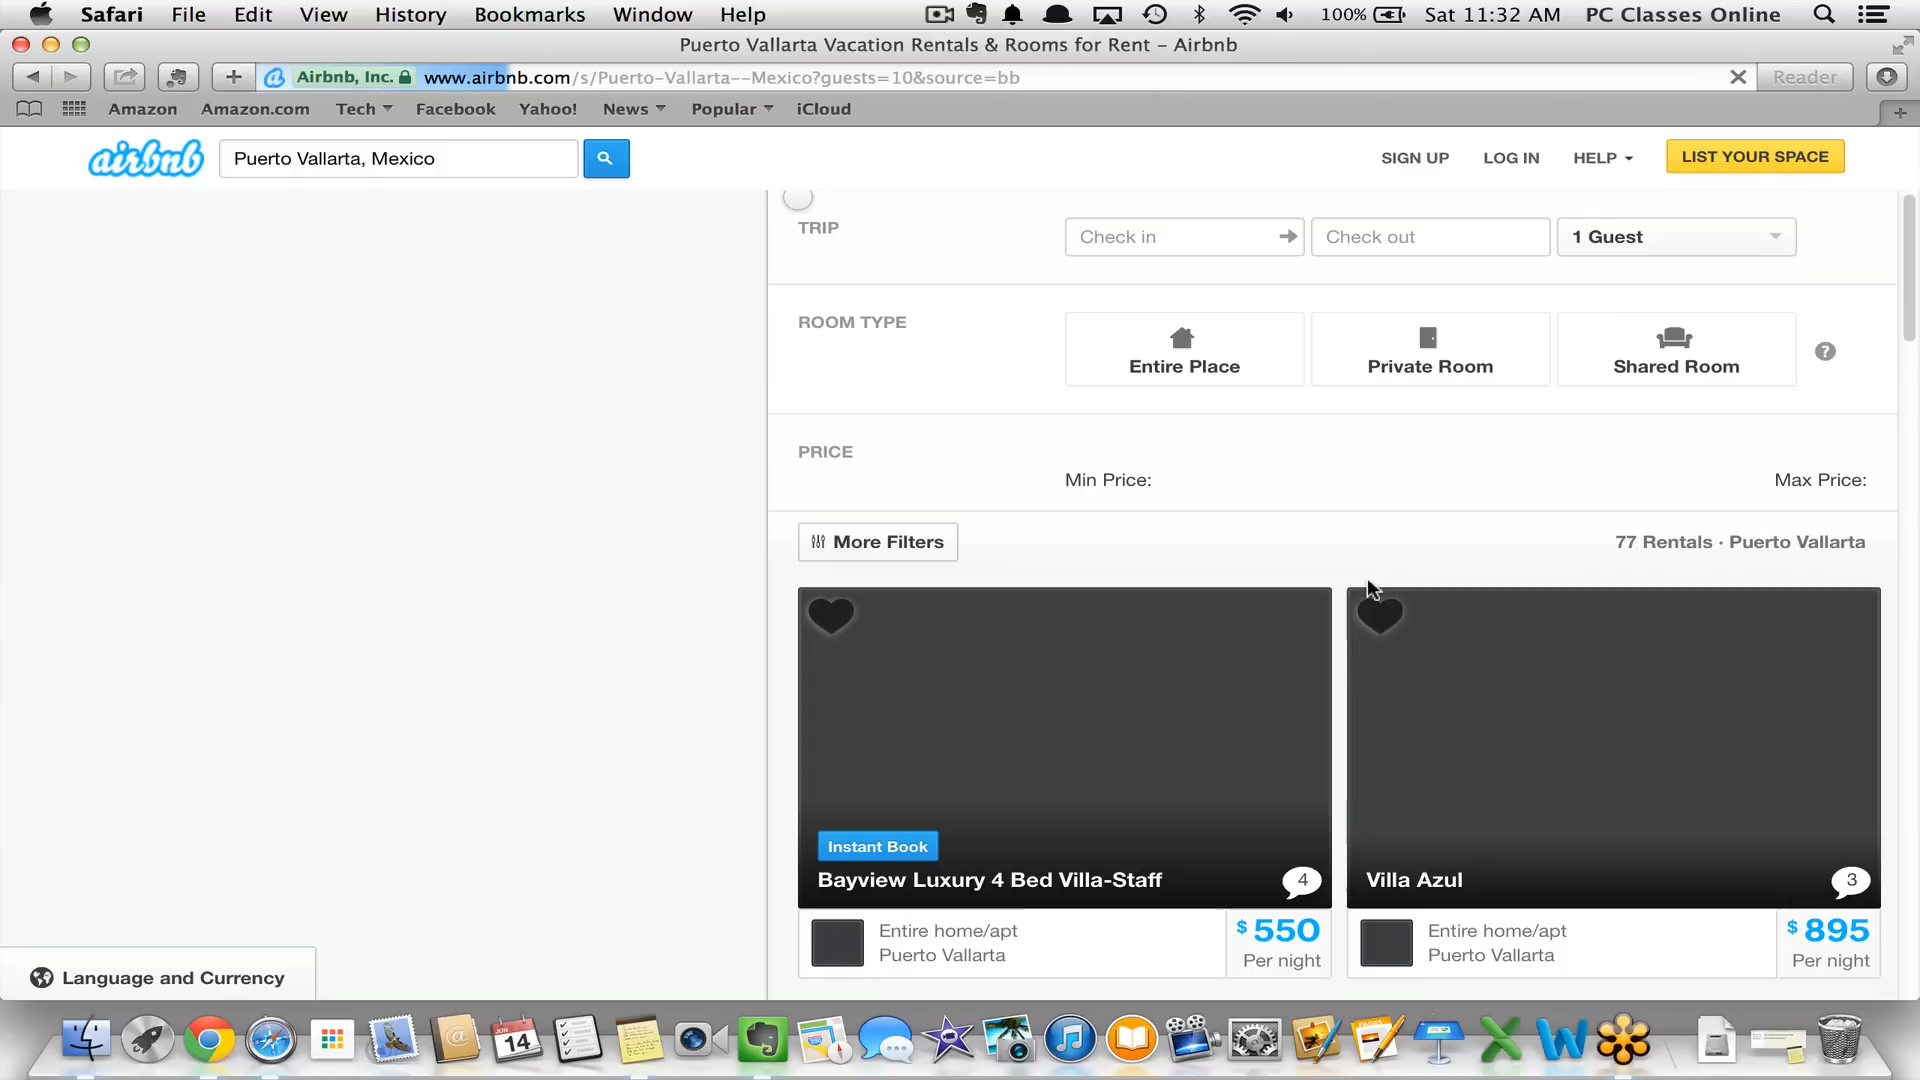 Safari File Edit View History Bookmarks Window Help 100% Sat 11:32 AM PC Classes Online
Puerto Vallarta Vacation Rentals & Rooms for Rent – Airbnb
Airbnb, Inc. www.airbnb.com/s/Puerto-Vallarta--Mexico?guests=10&source=bb Reader
Amazon Amazon.com Tech Facebook Yahoo! News Popular iCloud
airbnb Puerto Vallarta, Mexico SIGN UP LOG IN HELP LIST YOUR SPACE
TRIP Check in Check out 1 Guest
ROOM TYPE
Entire Place Private Room Shared Room ?
PRICE
Min Price: Max Price:
More Filters 77 Rentals · Puerto Vallarta
Instant Book
Bayview Luxury 4 Bed Villa-Staff 4
Entire home/apt $550
Puerto Vallarta Per night
Villa Azul 3
Entire home/apt $895
Puerto Vallarta Per night
Language and Currency
JUN
14
PAGES